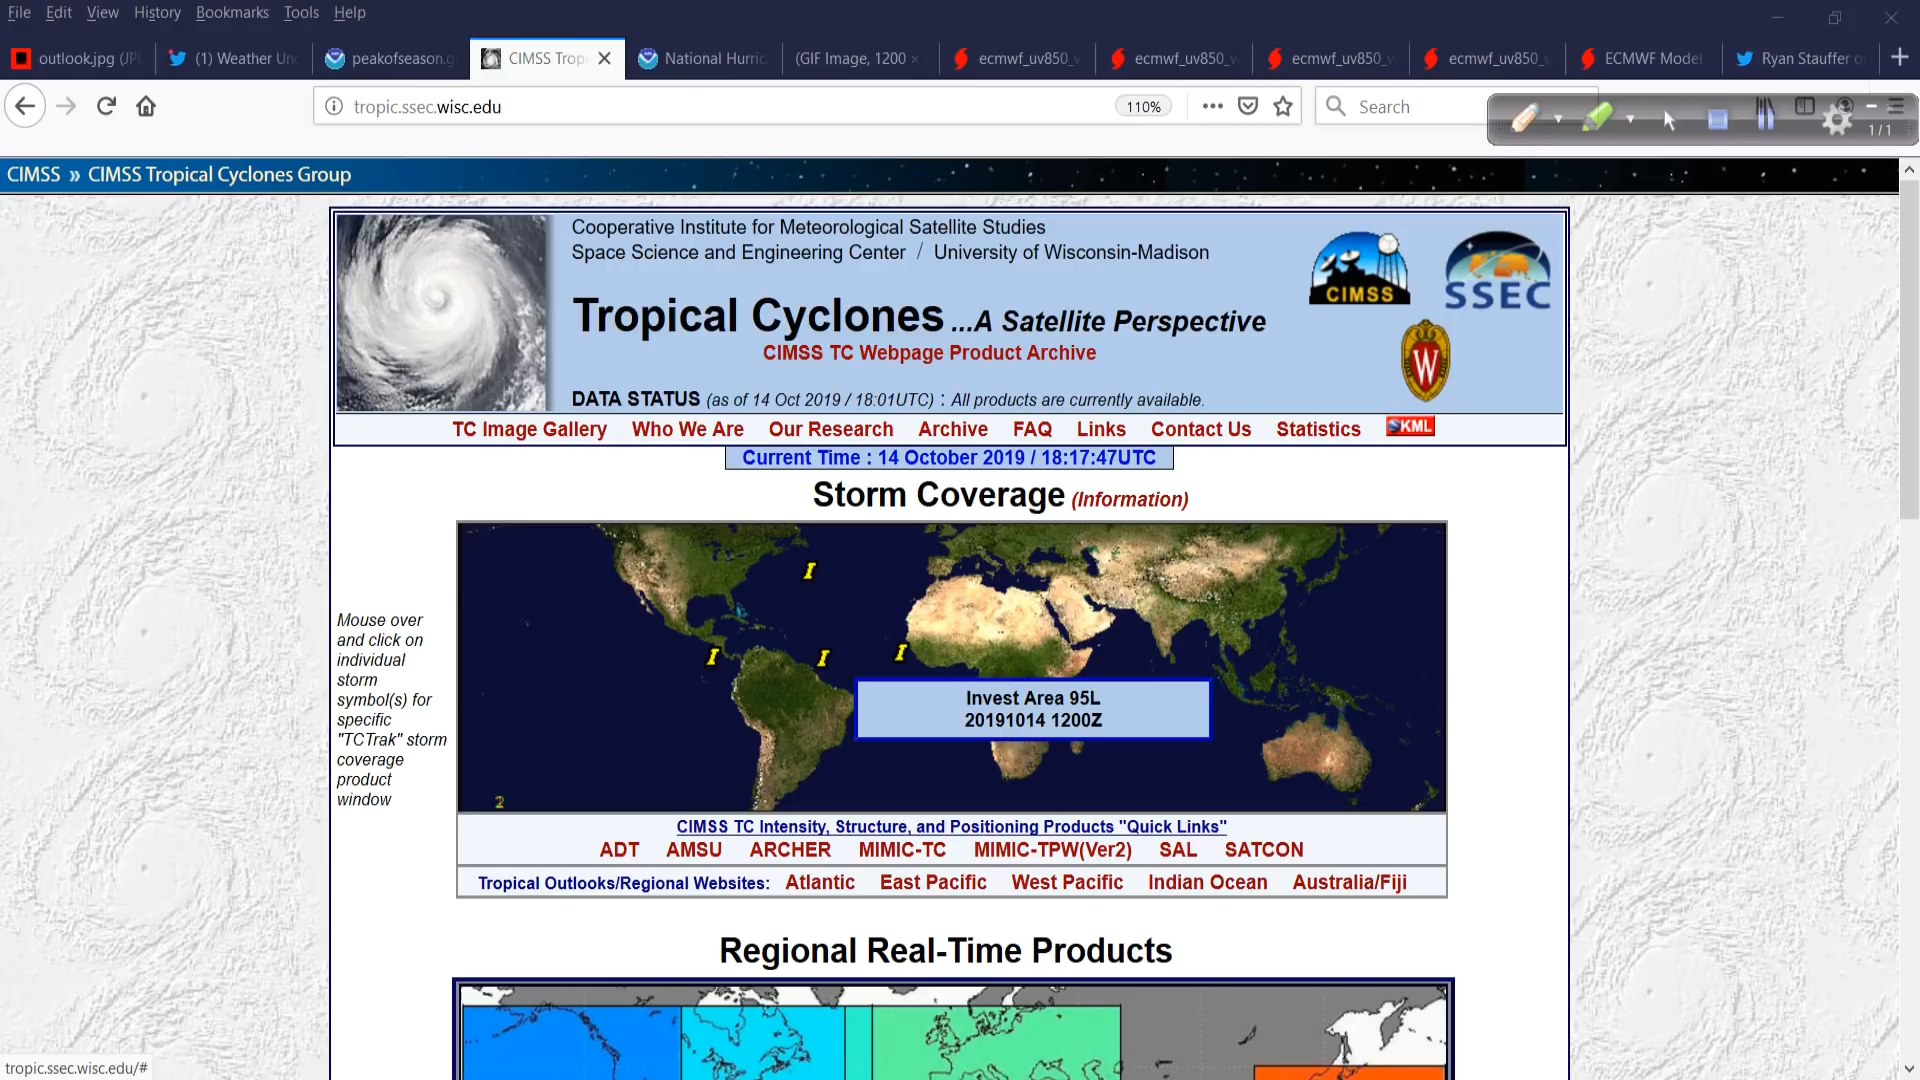 File Edit View History Bookmarks Tools Help
outlook.jpg (JP
(1) Weather Un
peakofseason.g
CIMSS Trop
National Hurric
(GIF Image, 1200 ×
ecmwf_uv850_v
ecmwf_uv850_v
ecmwf_uv850_v
ecmwf_uv850_v
ECMWF Model
Ryan Stauffer o
tropic.ssec.wisc.edu
110%
Search
1/1
CIMSS » CIMSS Tropical Cyclones Group
Cooperative Institute for Meteorological Satellite Studies
Space Science and Engineering Center / University of Wisconsin-Madison
CIMSS
SSEC
W
Tropical Cyclones ...A Satellite Perspective
CIMSS TC Webpage Product Archive
DATA STATUS (as of 14 Oct 2019 / 18:01UTC) : All products are currently available.
TC Image Gallery Who We Are Our Research Archive FAQ Links Contact Us Statistics KML
Current Time : 14 October 2019 / 18:17:47UTC
Storm Coverage (Information)
Mouse over
and click on
individual
storm
symbol(s) for
specific
"TCTrak" storm
coverage
product
window
I
I
I
I
Invest Area 95L
20191014 1200Z
2
CIMSS TC Intensity, Structure, and Positioning Products "Quick Links"
ADT AMSU ARCHER MIMIC-TC MIMIC-TPW(Ver2) SAL SATCON
Tropical Outlooks/Regional Websites: Atlantic East Pacific West Pacific Indian Ocean Australia/Fiji
Regional Real-Time Products
tropic.ssec.wisc.edu/#